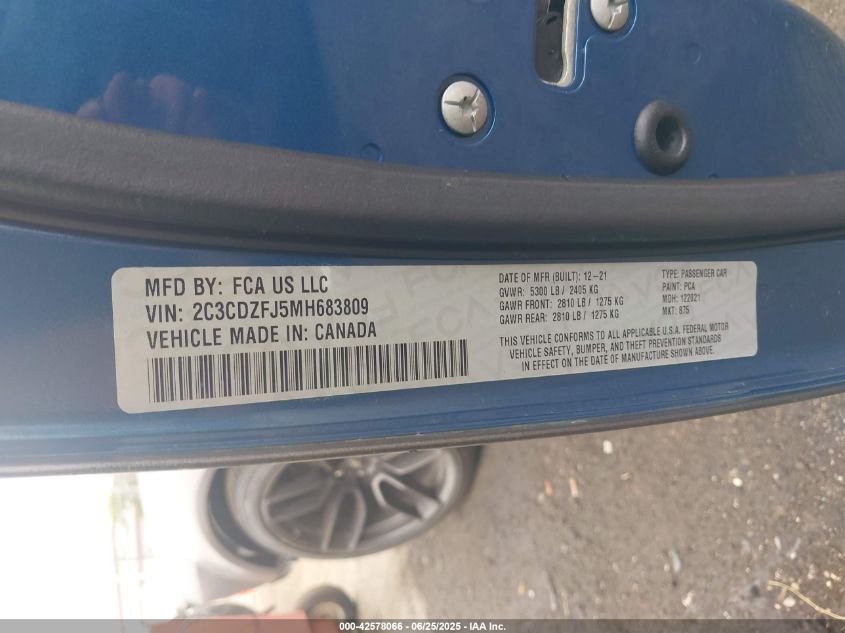 MFD BY: FCA US LLC
VIN: 2C3CDZFJ5MH683809
VEHICLE MADE IN: CANADA
DATE OF MFR (BUILT): 12-21
GVWR: 5300 LB / 2405 KG
GAWR FRONT: 2810 LB / 1275 KG
GAWR REAR: 2810 LB / 1275 KG
TYPE: PASSENGER CAR
PAINT: PCA
MDH: 122021
MKT: 875
THIS VEHICLE CONFORMS TO ALL APPLICABLE U.S.A. FEDERAL MOTOR
VEHICLE SAFETY, BUMPER, AND THEFT PREVENTION STANDARDS
IN EFFECT ON THE DATE OF MANUFACTURE SHOWN ABOVE.
000-42578066 - 06/25/2025 - IAA Inc.